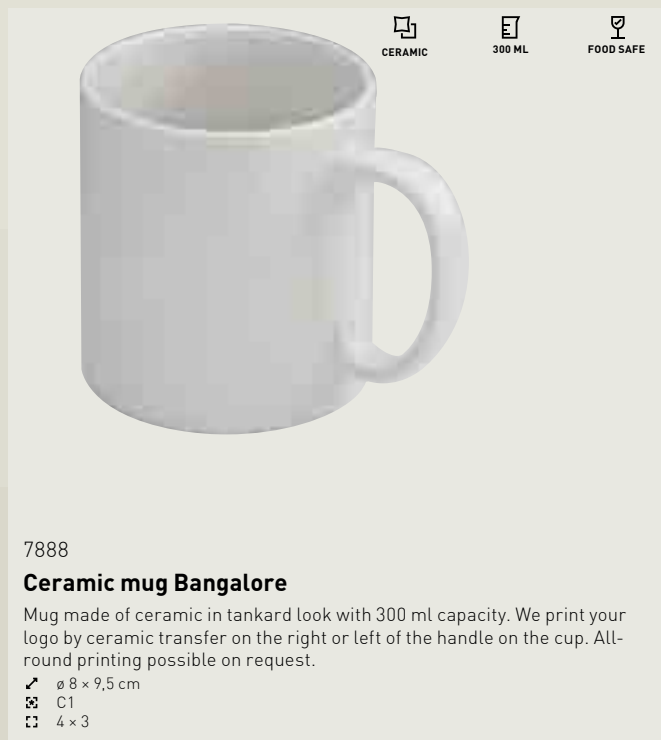 CERAMIC
300 ML
FOOD SAFE
7888
Ceramic mug Bangalore
Mug made of ceramic in tankard look with 300 ml capacity. We print your
logo by ceramic transfer on the right or left of the handle on the cup. All-
round printing possible on request.
ø 8 × 9,5 cm
C1
4 × 3